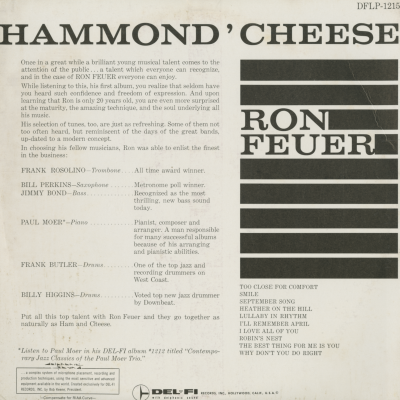 DFLP-1215
HAMMOND' CHEESE
Once in a great while a brilliant young musical talent comes to the
attention of the public . . . a talent which everyone can recognize,
and in the case of RON FEUER everyone can enjoy.
While listening to this, his first album, you realise that seldom have
you heard such confidence and freedom of expression. And upon
learning that Ron is only 20 years old, you are even more surprised
at the maturity, the amazing technique, and the soul underlying all
his music.
His selection of tunes, too, are just as refreshing. Some of them not
too often heard, but reminiscent of the days of the great bands,
up-dated to a modern concept.
In choosing his fellow musicians, Ron was able to enlist the finest
in the business:
FRANK ROSOLINO—Trombone . . All time award winner.
BILL PERKINS—Saxophone . . . . Metronome poll winner.
JIMMY BOND—Bass . . . . . . . Recognized as the most
thrilling, new bass sound
today.
PAUL MOER*—Piano . . . . . . Pianist, composer and
arranger. A man responsible
for many successful albums
because of his arranging
and pianistic abilities.
FRANK BUTLER—Drums . . . . . One of the top jazz and
recording drummers on
West Coast.
BILLY HIGGINS—Drums . . . . . Voted top new jazz drummer
by Downbeat.
Put all this top talent with Ron Feuer and they go together as
naturally as Ham and Cheese.
*Listen to Paul Moer in his DEL-FI album #1212 titled "Contempo-
rary Jazz Classics of the Paul Moer Trio."
RON
FEUER
TOO CLOSE FOR COMFORT
SMILE
SEPTEMBER SONG
HEATHER ON THE HILL
LULLABY IN RHYTHM
I'LL REMEMBER APRIL
I LOVE ALL OF YOU
ROBIN'S NEST
THE BEST THING FOR ME IS YOU
WHY DON'T YOU DO RIGHT
DEL-FI
RECORDS, INC., HOLLYWOOD, CALIF., U.S.A.